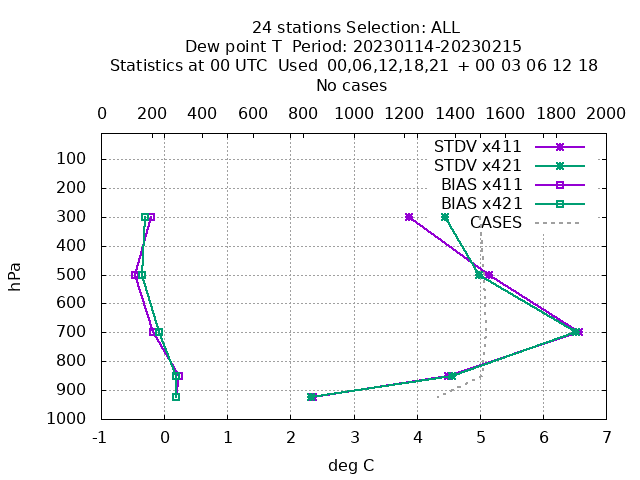 24 stations Selection: ALL
Dew point T  Period: 20230114-20230215
Statistics at 00 UTC  Used  00,06,12,18,21  + 00 03 06 12 18
No cases
0 200 400 600 800 1000 1200 1400 1600 1800 2000
STDV x411
STDV x421
BIAS x411
BIAS x421
CASES
100
200
300
400
500
600
700
800
900
1000
hPa
-1 0 1 2 3 4 5 6 7
deg C